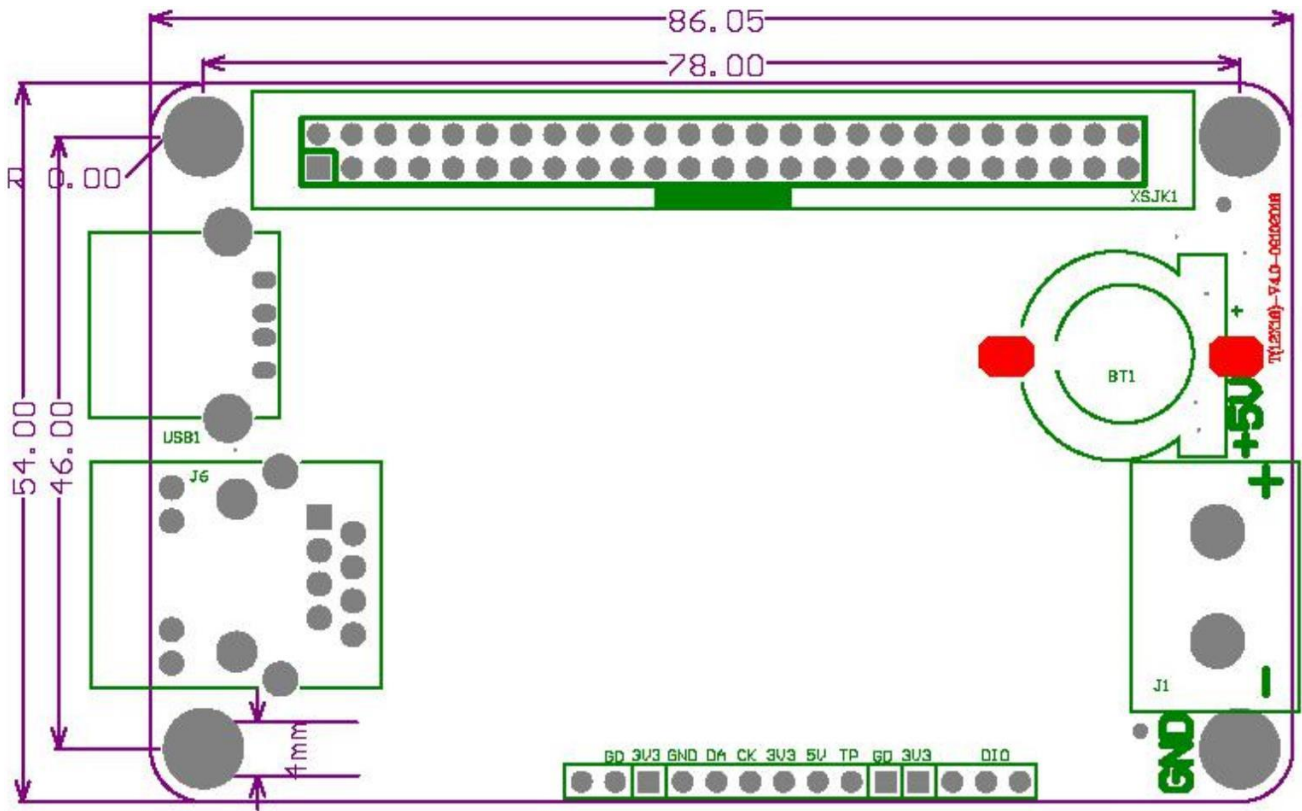 86.05
78.00
R 0.00
XSJK1
+
BT1
+5V
54.00
46.00
USB1
J6
+
J1
-
GND
4mm
GD 3V3 GND DA CK 3V3 5V TP GD 3V3 DIO